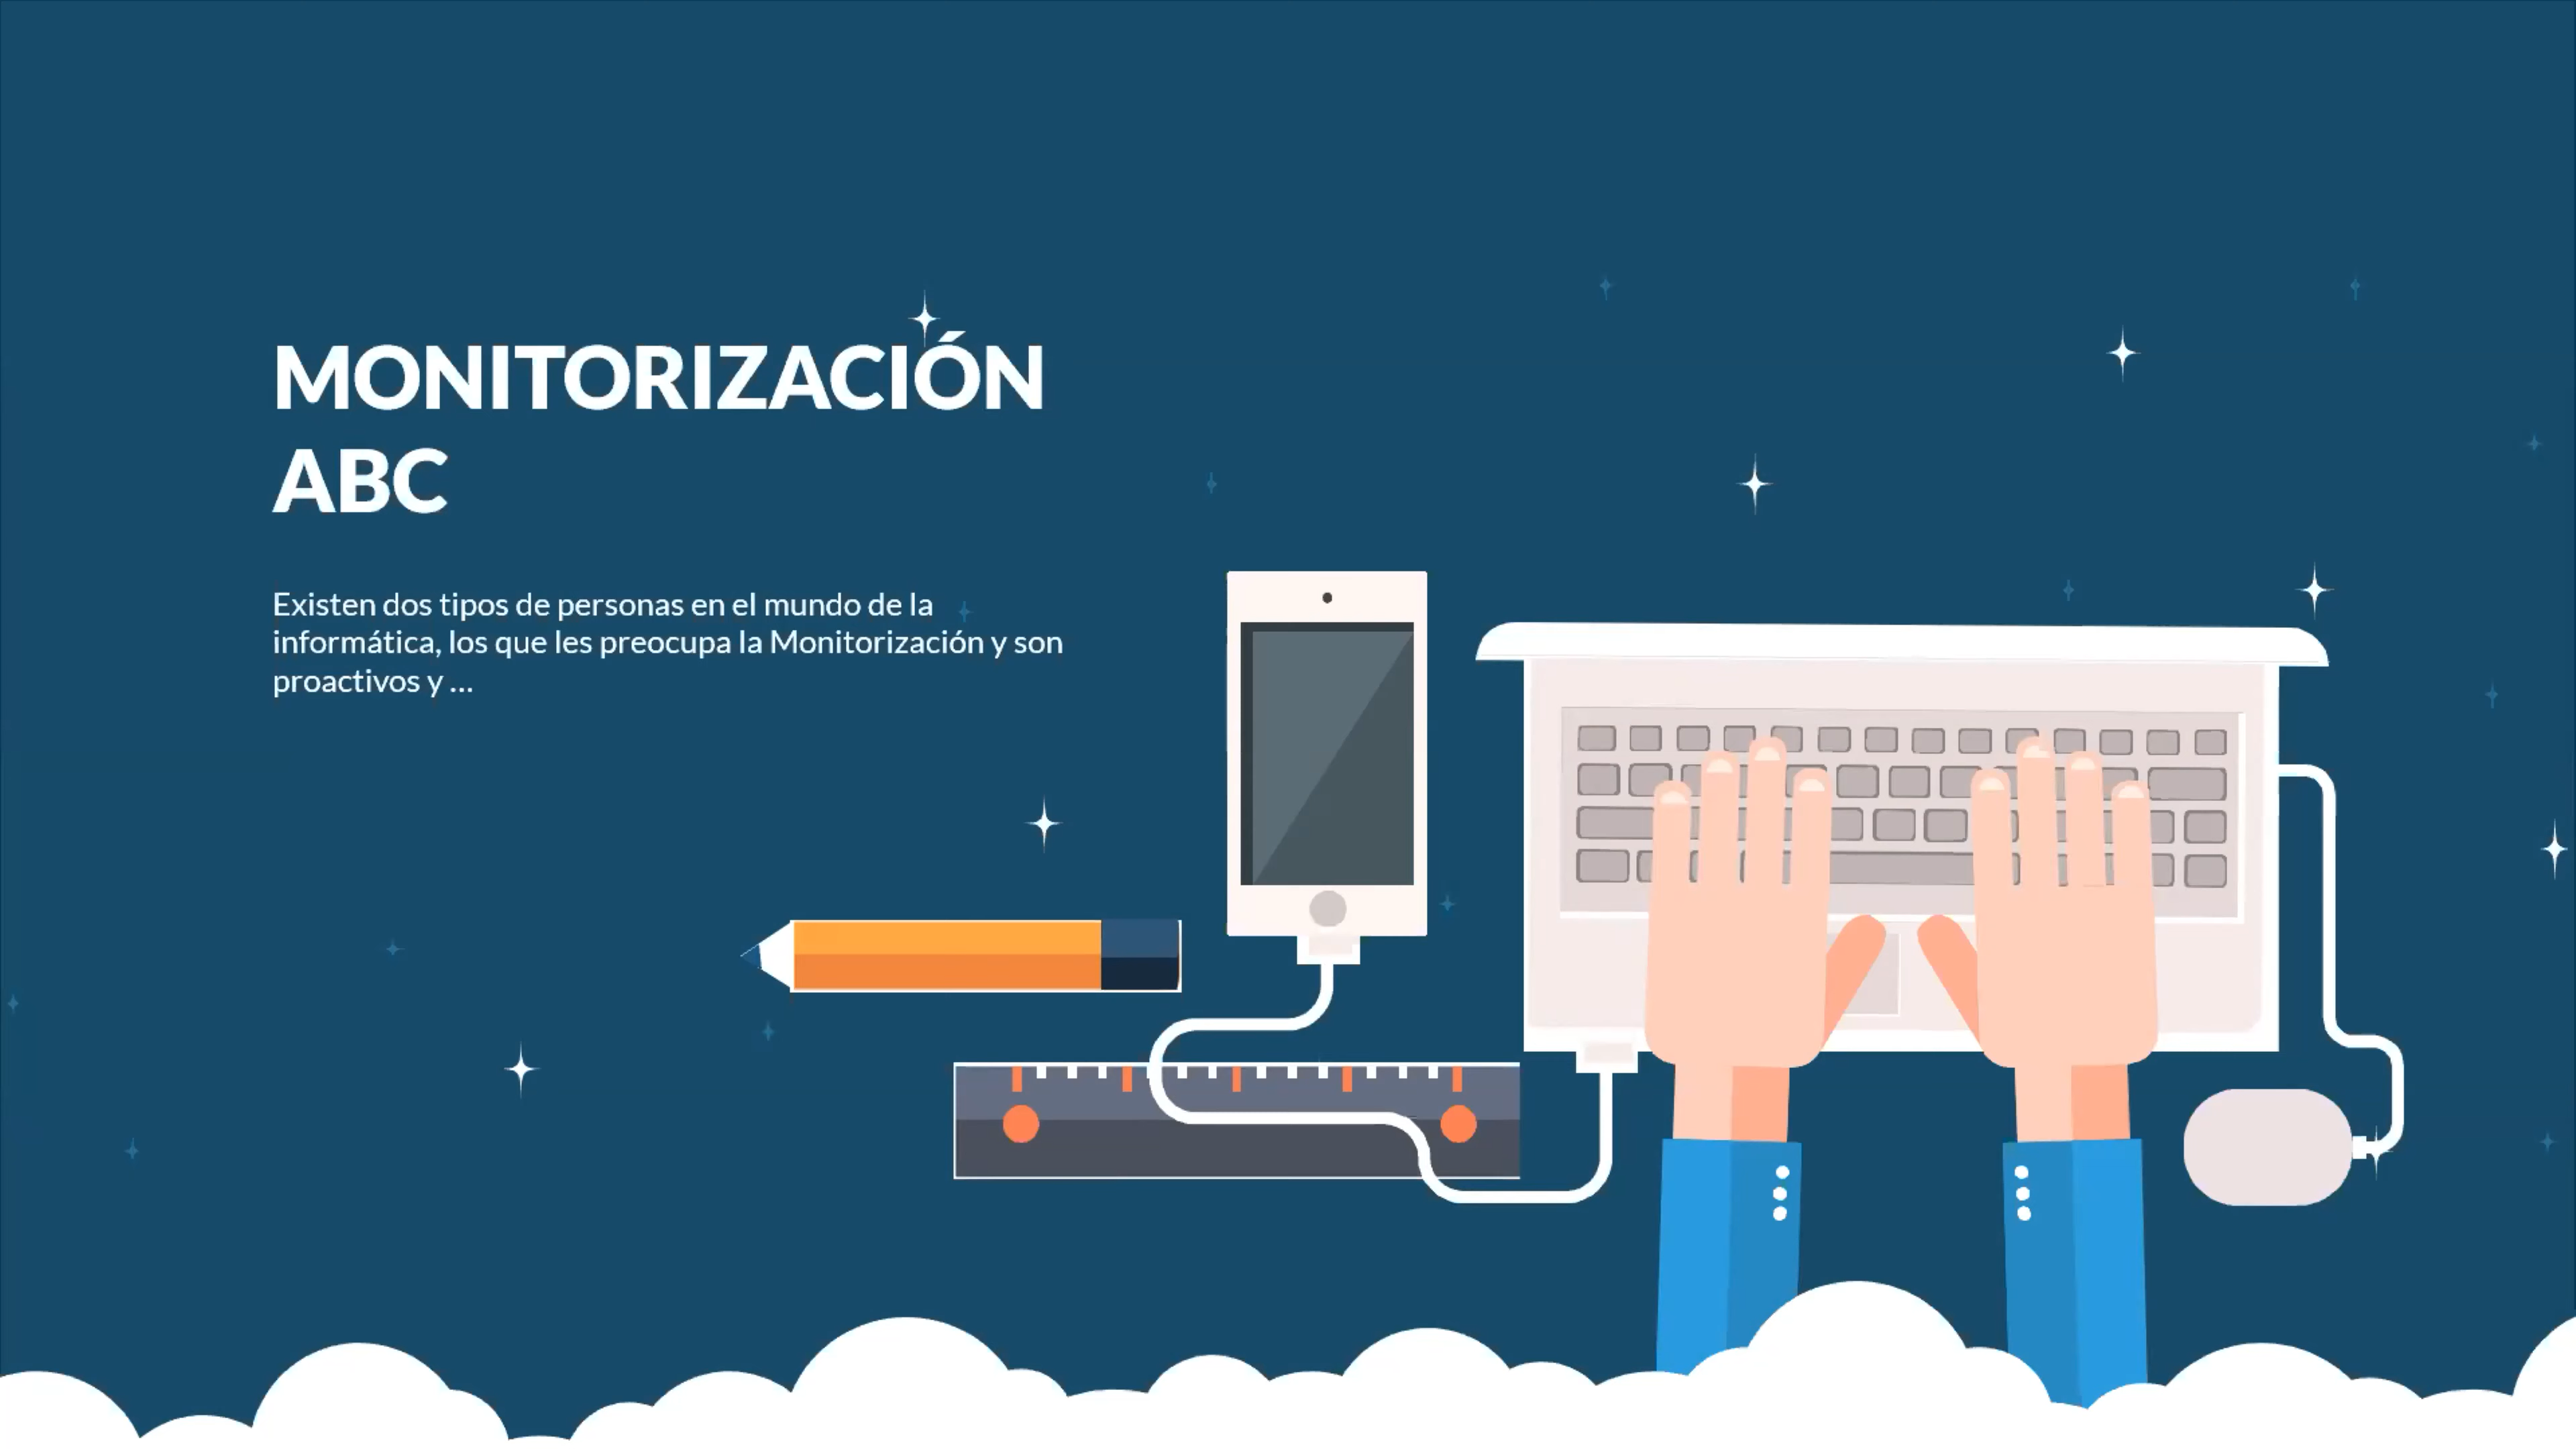 MONITORIZACIÓN
ABC
Existen dos tipos de personas en el mundo de la
informática, los que les preocupa la Monitorización y son
proactivos y ...